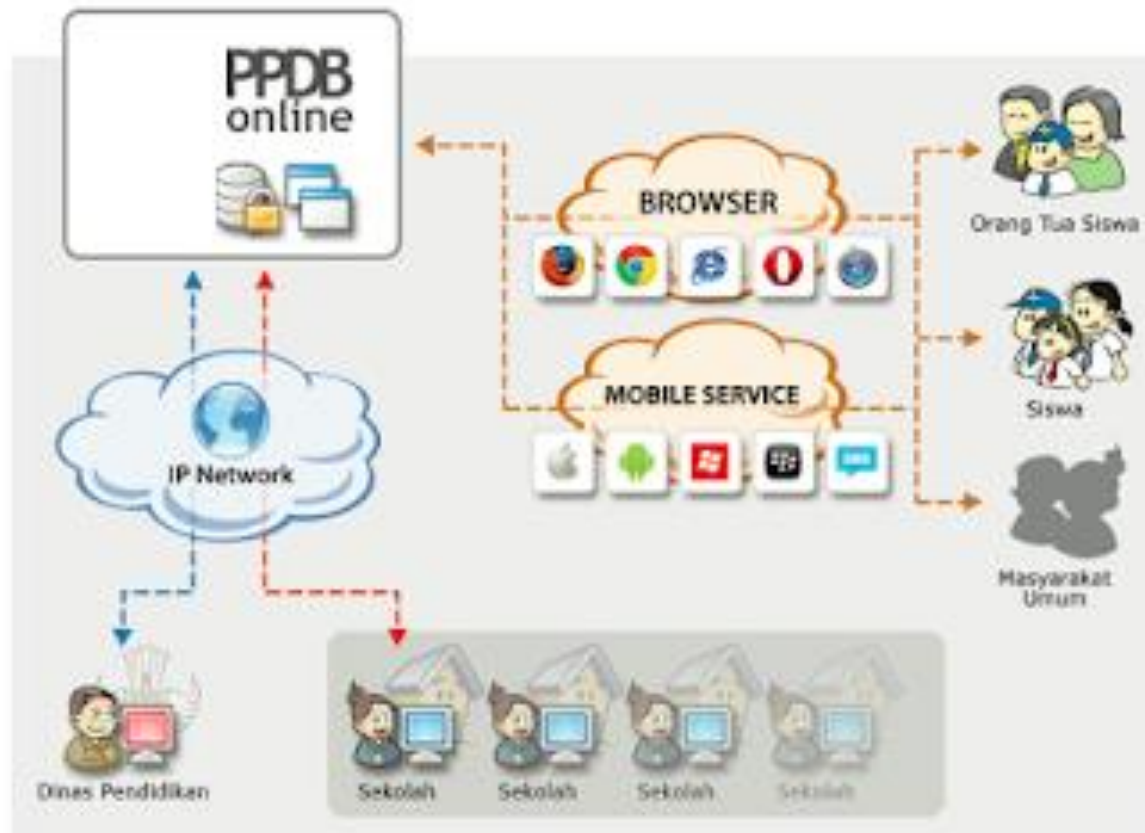 PPDB
online
BROWSER
Orang Tua Siswa
MOBILE SERVICE
Siswa
SMS
IP Network
Masyarakat
Umum
Dinas Pendidikan
Sekolah
Sekolah
Sekolah
Sekolah